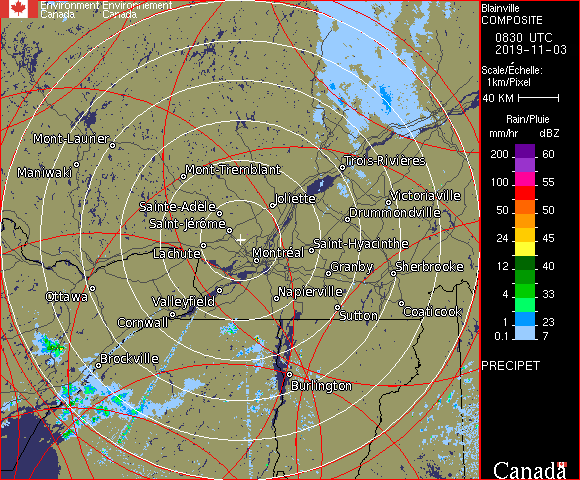 Environment Environnement
Canada Canada
Blainville
COMPOSITE
0830 UTC
2019-11-03
Scale/Échelle:
1km/Pixel
40 KM
Rain/Pluie
mm/hr dBZ
200 60
150 55
100 55
50 50
24 45
12 40
4 33
1 23
0.1 7
PRECIPET
Canada
Mont-Laurier
Maniwaki
Mont-Tremblant
Trois-Rivières
Sainte-Adèle
Joliette
Victoriaville
Drummondville
Saint-Jérôme
Lachute
Montréal
Saint-Hyacinthe
Granby
Sherbrooke
Ottawa
Valleyfield
Napierville
Cornwall
Sutton
Coaticook
Brockville
Burlington